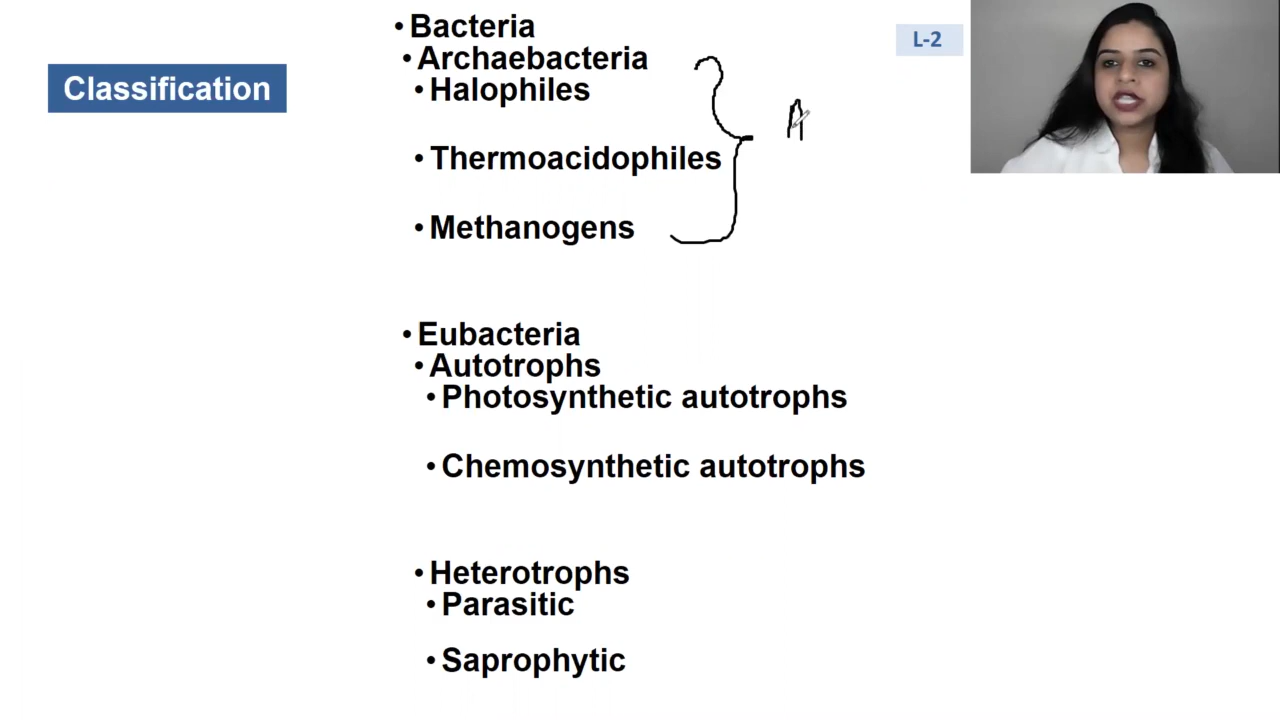 L-2
Classification
• Bacteria
• Archaebacteria
• Halophiles
• Thermoacidophiles
A
• Methanogens
• Eubacteria
• Autotrophs
• Photosynthetic autotrophs
• Chemosynthetic autotrophs
• Heterotrophs
• Parasitic
• Saprophytic